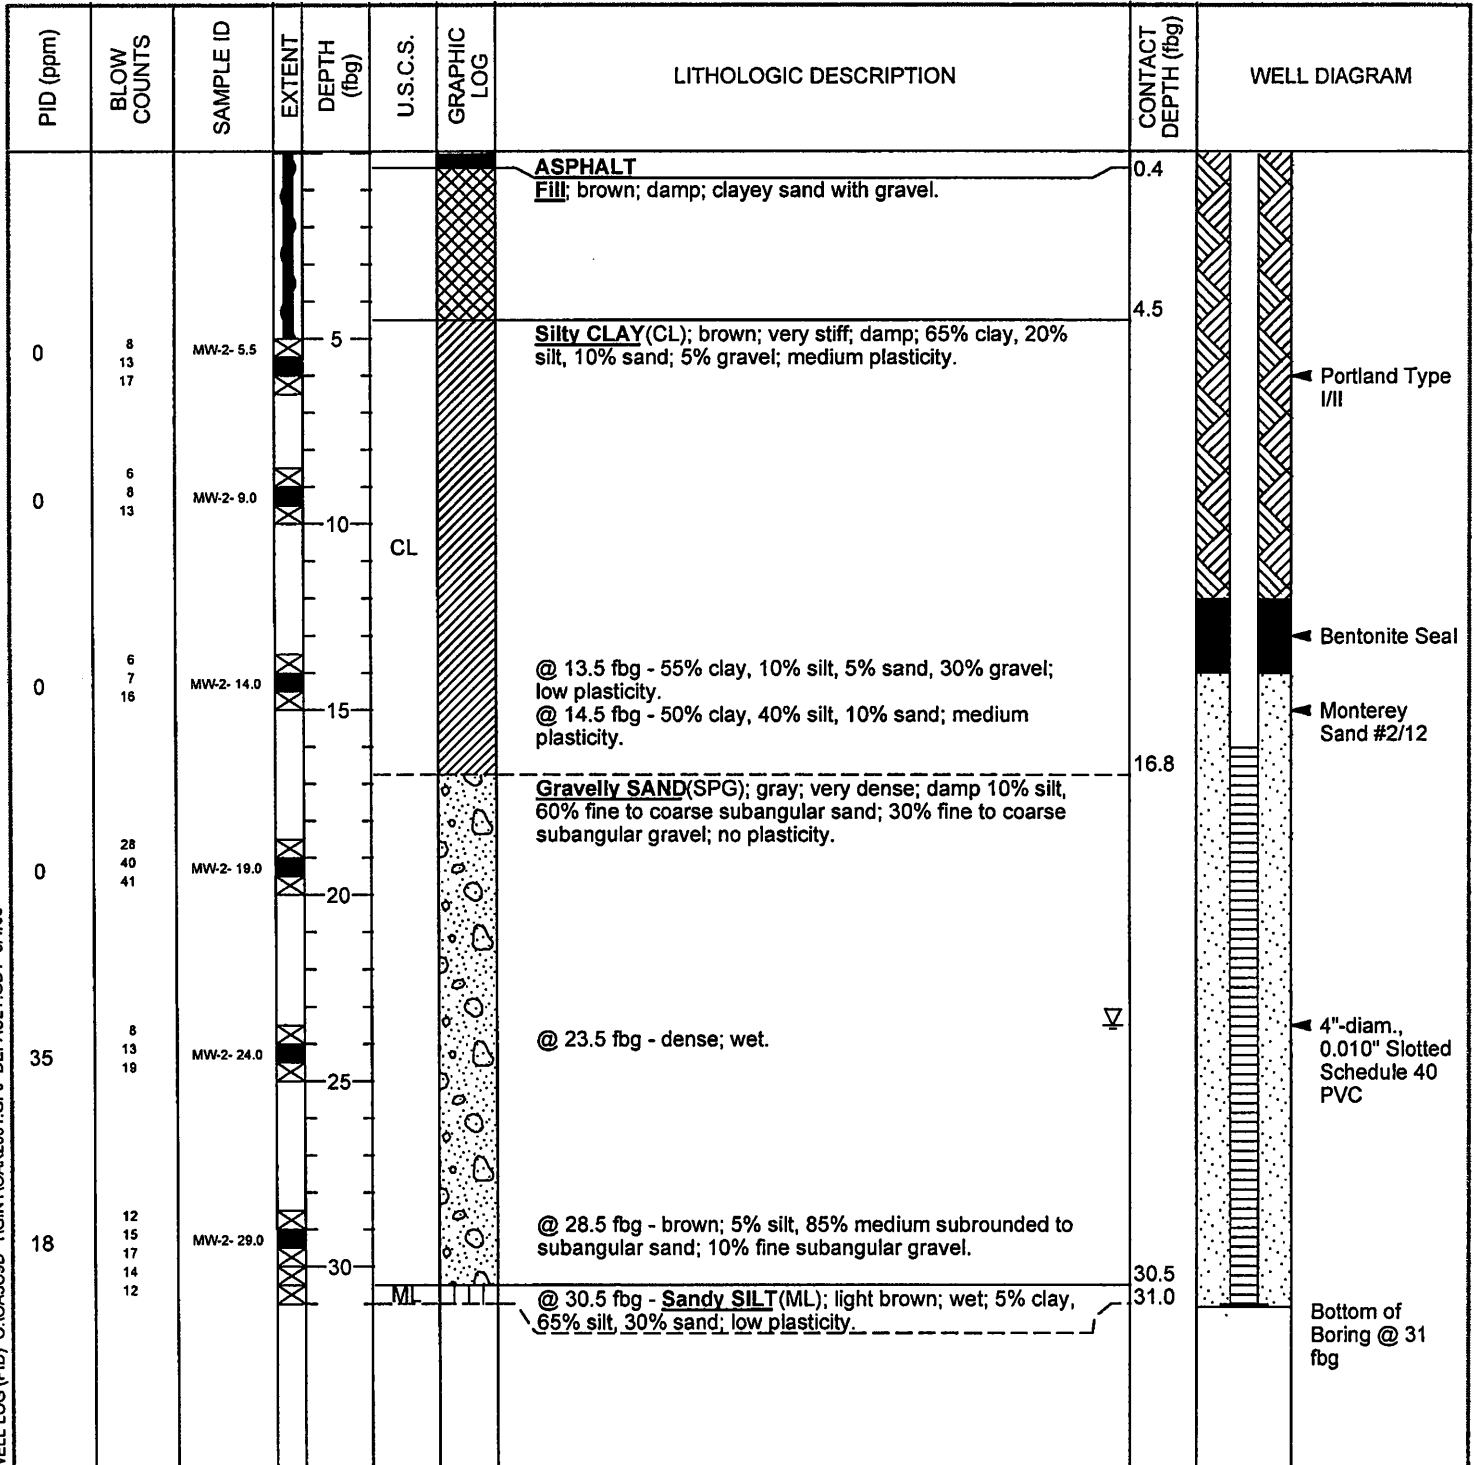 PID (ppm)
BLOW
COUNTS
SAMPLE ID
EXTENT
DEPTH
(fbg)
U.S.C.S.
GRAPHIC
LOG
LITHOLOGIC DESCRIPTION
CONTACT
DEPTH (fbg)
WELL DIAGRAM
ASPHALT
0.4
Fill; brown; damp; clayey sand with gravel.
4.5
5
Silty CLAY(CL); brown; very stiff; damp; 65% clay, 20%
silt, 10% sand; 5% gravel; medium plasticity.
0
8
13
17
MW-2- 5.5
Portland Type
I/II
0
6
8
13
MW-2- 9.0
10
CL
Bentonite Seal
0
6
7
16
MW-2- 14.0
@ 13.5 fbg - 55% clay, 10% silt, 5% sand, 30% gravel;
low plasticity.
15
@ 14.5 fbg - 50% clay, 40% silt, 10% sand; medium
plasticity.
Monterey
Sand #2/12
16.8
Gravelly SAND(SPG); gray; very dense; damp 10% silt,
60% fine to coarse subangular sand; 30% fine to coarse
subangular gravel; no plasticity.
0
28
40
41
MW-2- 19.0
20
35
8
13
19
MW-2- 24.0
@ 23.5 fbg - dense; wet.
4"-diam.,
0.010" Slotted
Schedule 40
PVC
25
18
12
15
17
14
12
MW-2- 29.0
@ 28.5 fbg - brown; 5% silt, 85% medium subrounded to
subangular sand; 10% fine subangular gravel.
30
30.5
ML
@ 30.5 fbg - Sandy SILT(ML); light brown; wet; 5% clay,
65% silt, 30% sand; low plasticity.
31.0
Bottom of
Boring @ 31
fbg
WELL LOG (PID)